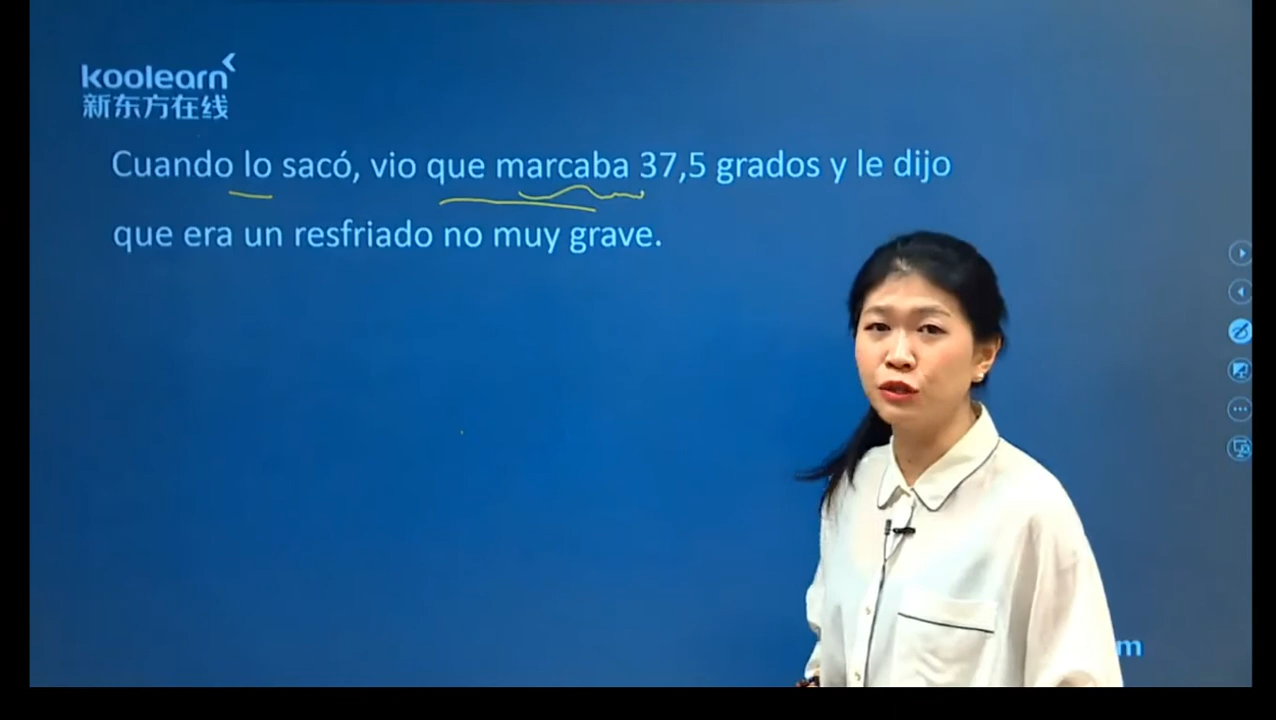 koolearn
新东方在线
Cuando lo sacó, vio que marcaba 37,5 grados y le dijo
que era un resfriado no muy grave.
m